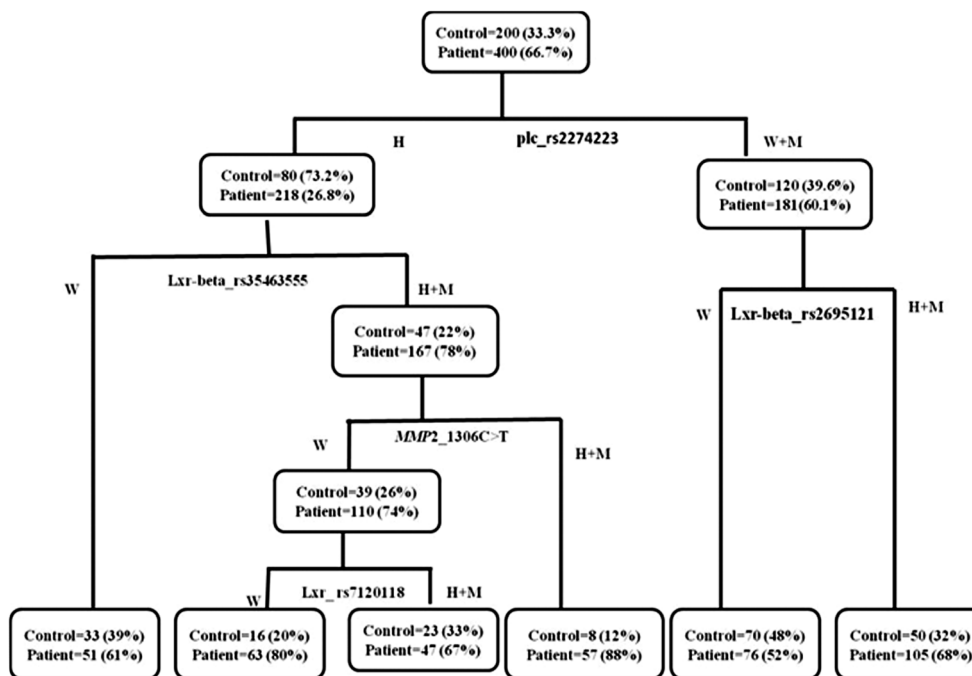 Control=200 (33.3%)
Patient=400 (66.7%)
H
plc_rs2274223
W+M
Control=80 (73.2%)
Patient=218 (26.8%)
Control=120 (39.6%)
Patient=181(60.1%)
W
Lxr-beta_rs35463555
H+M
W
Lxr-beta_rs2695121
H+M
Control=47 (22%)
Patient=167 (78%)
W
MMP2_1306C>T
H+M
Control=39 (26%)
Patient=110 (74%)
W
Lxr_rs7120118
H+M
Control=33 (39%)
Patient=51 (61%)
Control=16 (20%)
Patient=63 (80%)
Control=23 (33%)
Patient=47 (67%)
Control=8 (12%)
Patient=57 (88%)
Control=70 (48%)
Patient=76 (52%)
Control=50 (32%)
Patient=105 (68%)